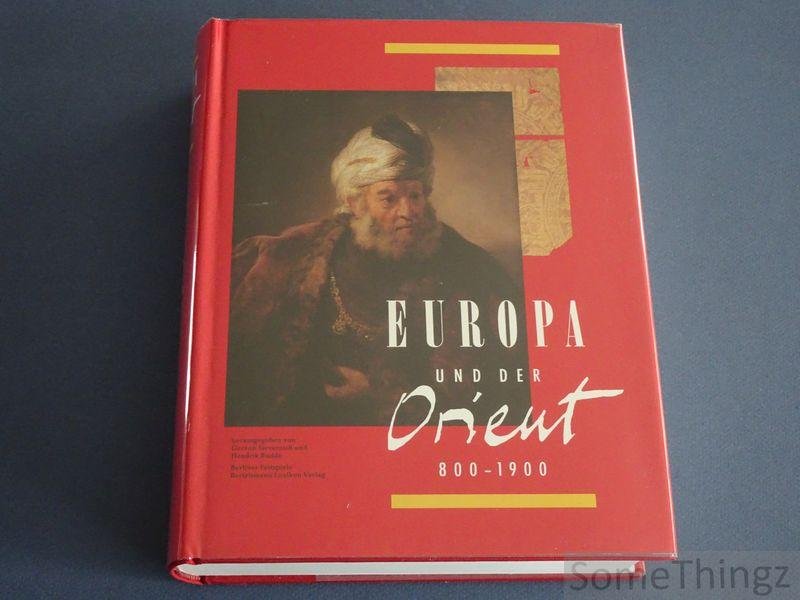 EUROPA
UND DER
Orient
800-1900
herausgegeben von
Gereon Sievernich und
Hendrik Budde
Berliner Festspiele
Bertelsmann Lexikon Verlag
SomeThingz